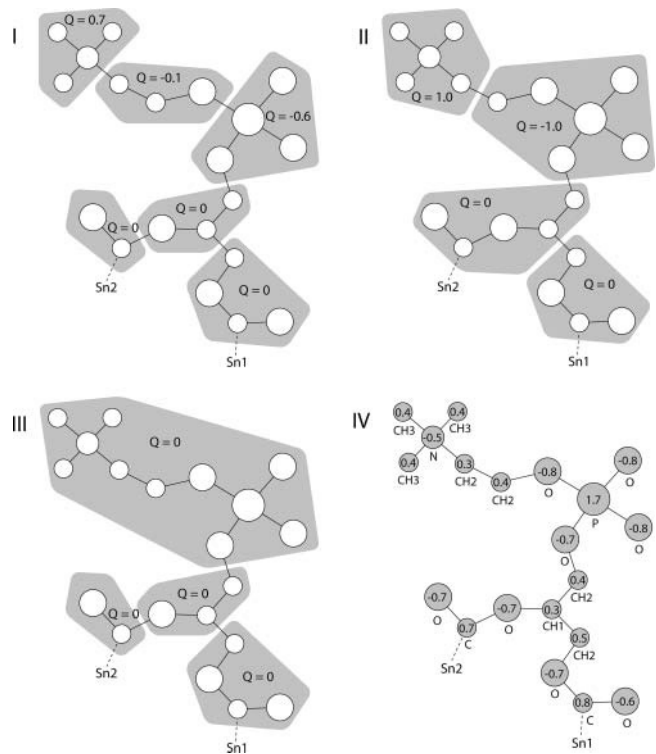 I
Q = 0.7
Q = -0.1
Q = -0.6
Q = 0
Q = 0
Q = 0
Sn2
Sn1
II
Q = 1.0
Q = -1.0
Q = 0
Q = 0
Sn2
Sn1
III
Q = 0
Q = 0
Q = 0
Q = 0
Sn2
Sn1
IV
0.4 0.4
CH3 CH3
-0.5
N
0.4 0.3
CH3 CH2
0.4
CH2
-0.8
O
-0.8
O
1.7
P
-0.8
O
-0.7
O
0.4
CH2
-0.7
O
-0.7
O
0.3
CH1
0.7
C
0.5
CH2
Sn2
-0.7
O
0.8
C
-0.6
O
Sn1